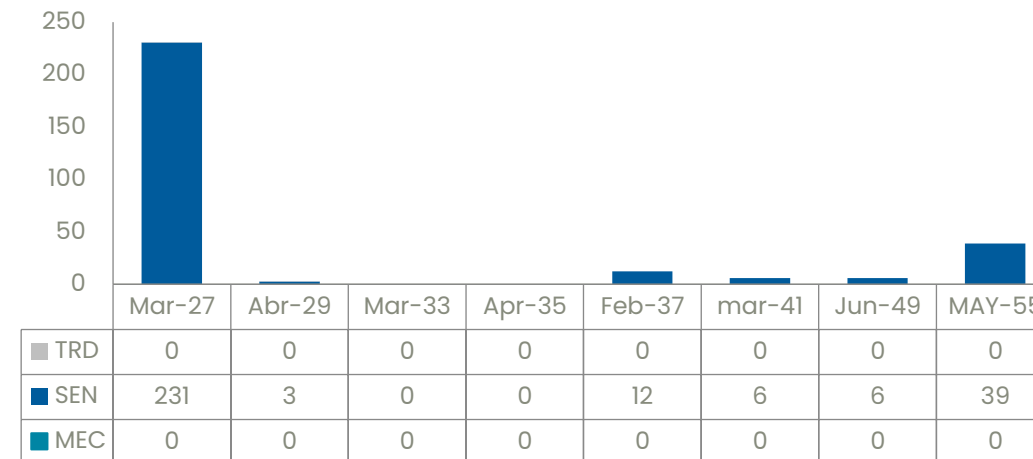 250
200
150
100
50
0
Mar-27 Abr-29 Mar-33 Apr-35 Feb-37 mar-41 Jun-49 MAY-55
TRD 0 0 0 0 0 0 0 0
SEN 231 3 0 0 12 6 6 39
MEC 0 0 0 0 0 0 0 0